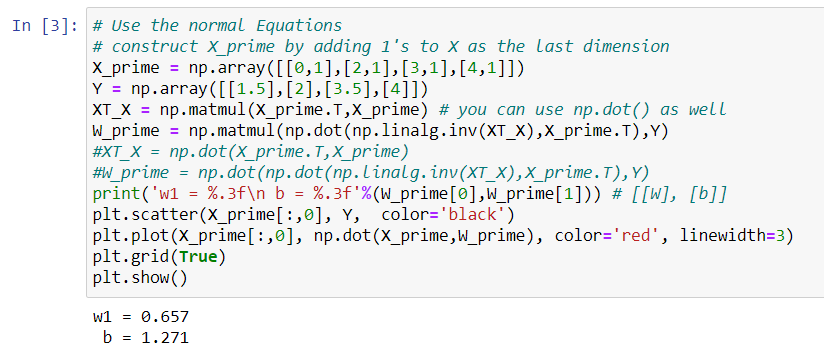 In [3]: # Use the normal Equations
# construct X_prime by adding 1's to X as the last dimension
X_prime = np.array([[0,1],[2,1],[3,1],[4,1]])
Y = np.array([[1.5],[2],[3.5],[4]])
XT_X = np.matmul(X_prime.T,X_prime) # you can use np.dot() as well
W_prime = np.matmul(np.dot(np.linalg.inv(XT_X),X_prime.T),Y)
#XT_X = np.dot(X_prime.T,X_prime)
#W_prime = np.dot(np.dot(np.linalg.inv(XT_X),X_prime.T),Y)
print('w1 = %.3f\n b = %.3f'%(W_prime[0],W_prime[1])) # [[W], [b]]
plt.scatter(X_prime[:,0], Y,  color='black')
plt.plot(X_prime[:,0], np.dot(X_prime,W_prime), color='red', linewidth=3)
plt.grid(True)
plt.show()
w1 = 0.657
b = 1.271